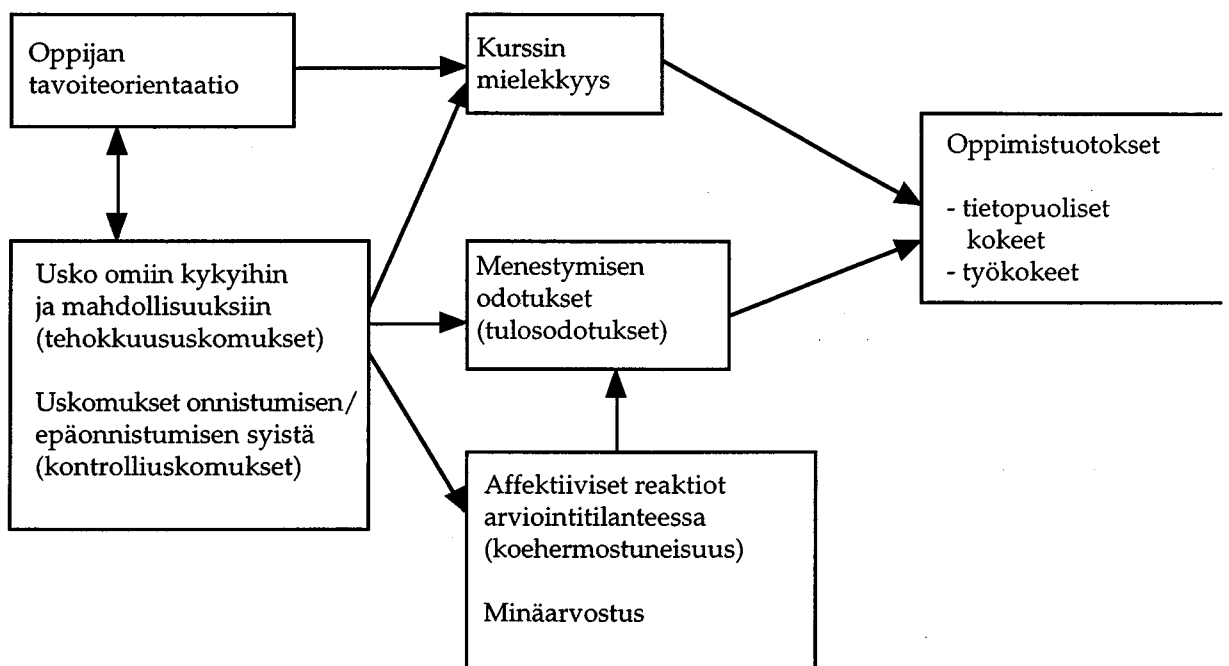 Oppijan
tavoiteorientaatio
Kurssin
mielekkyys
Oppimistuotokset
- tietopuoliset
kokeet
- työkokeet
Usko omiin kykyihin
ja mahdollisuuksiin
(tehokkuususkomukset)
Uskomukset onnistumisen/
epäonnistumisen syistä
(kontrolliuskomukset)
Menestymisen
odotukset
(tulosodotukset)
Affektiiviset reaktiot
arviointitilanteessa
(koehermostuneisuus)
Minäarvostus